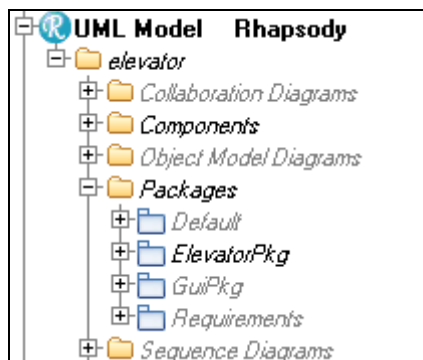 UML Model Rhapsody
elevator
Collaboration Diagrams
Components
Object Model Diagrams
Packages
Default
ElevatorPkg
GuiPkg
Requirements
Sequence Diagrams